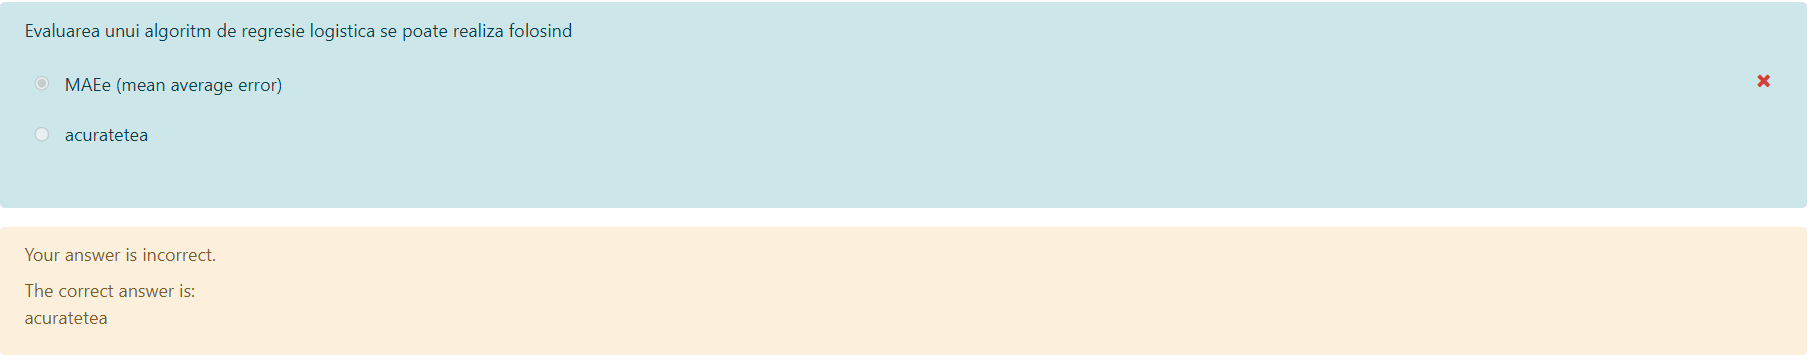 Evaluarea unui algoritm de regresie logistica se poate realiza folosind
MAEe (mean average error)
acuratetea
Your answer is incorrect.
The correct answer is:
acuratetea